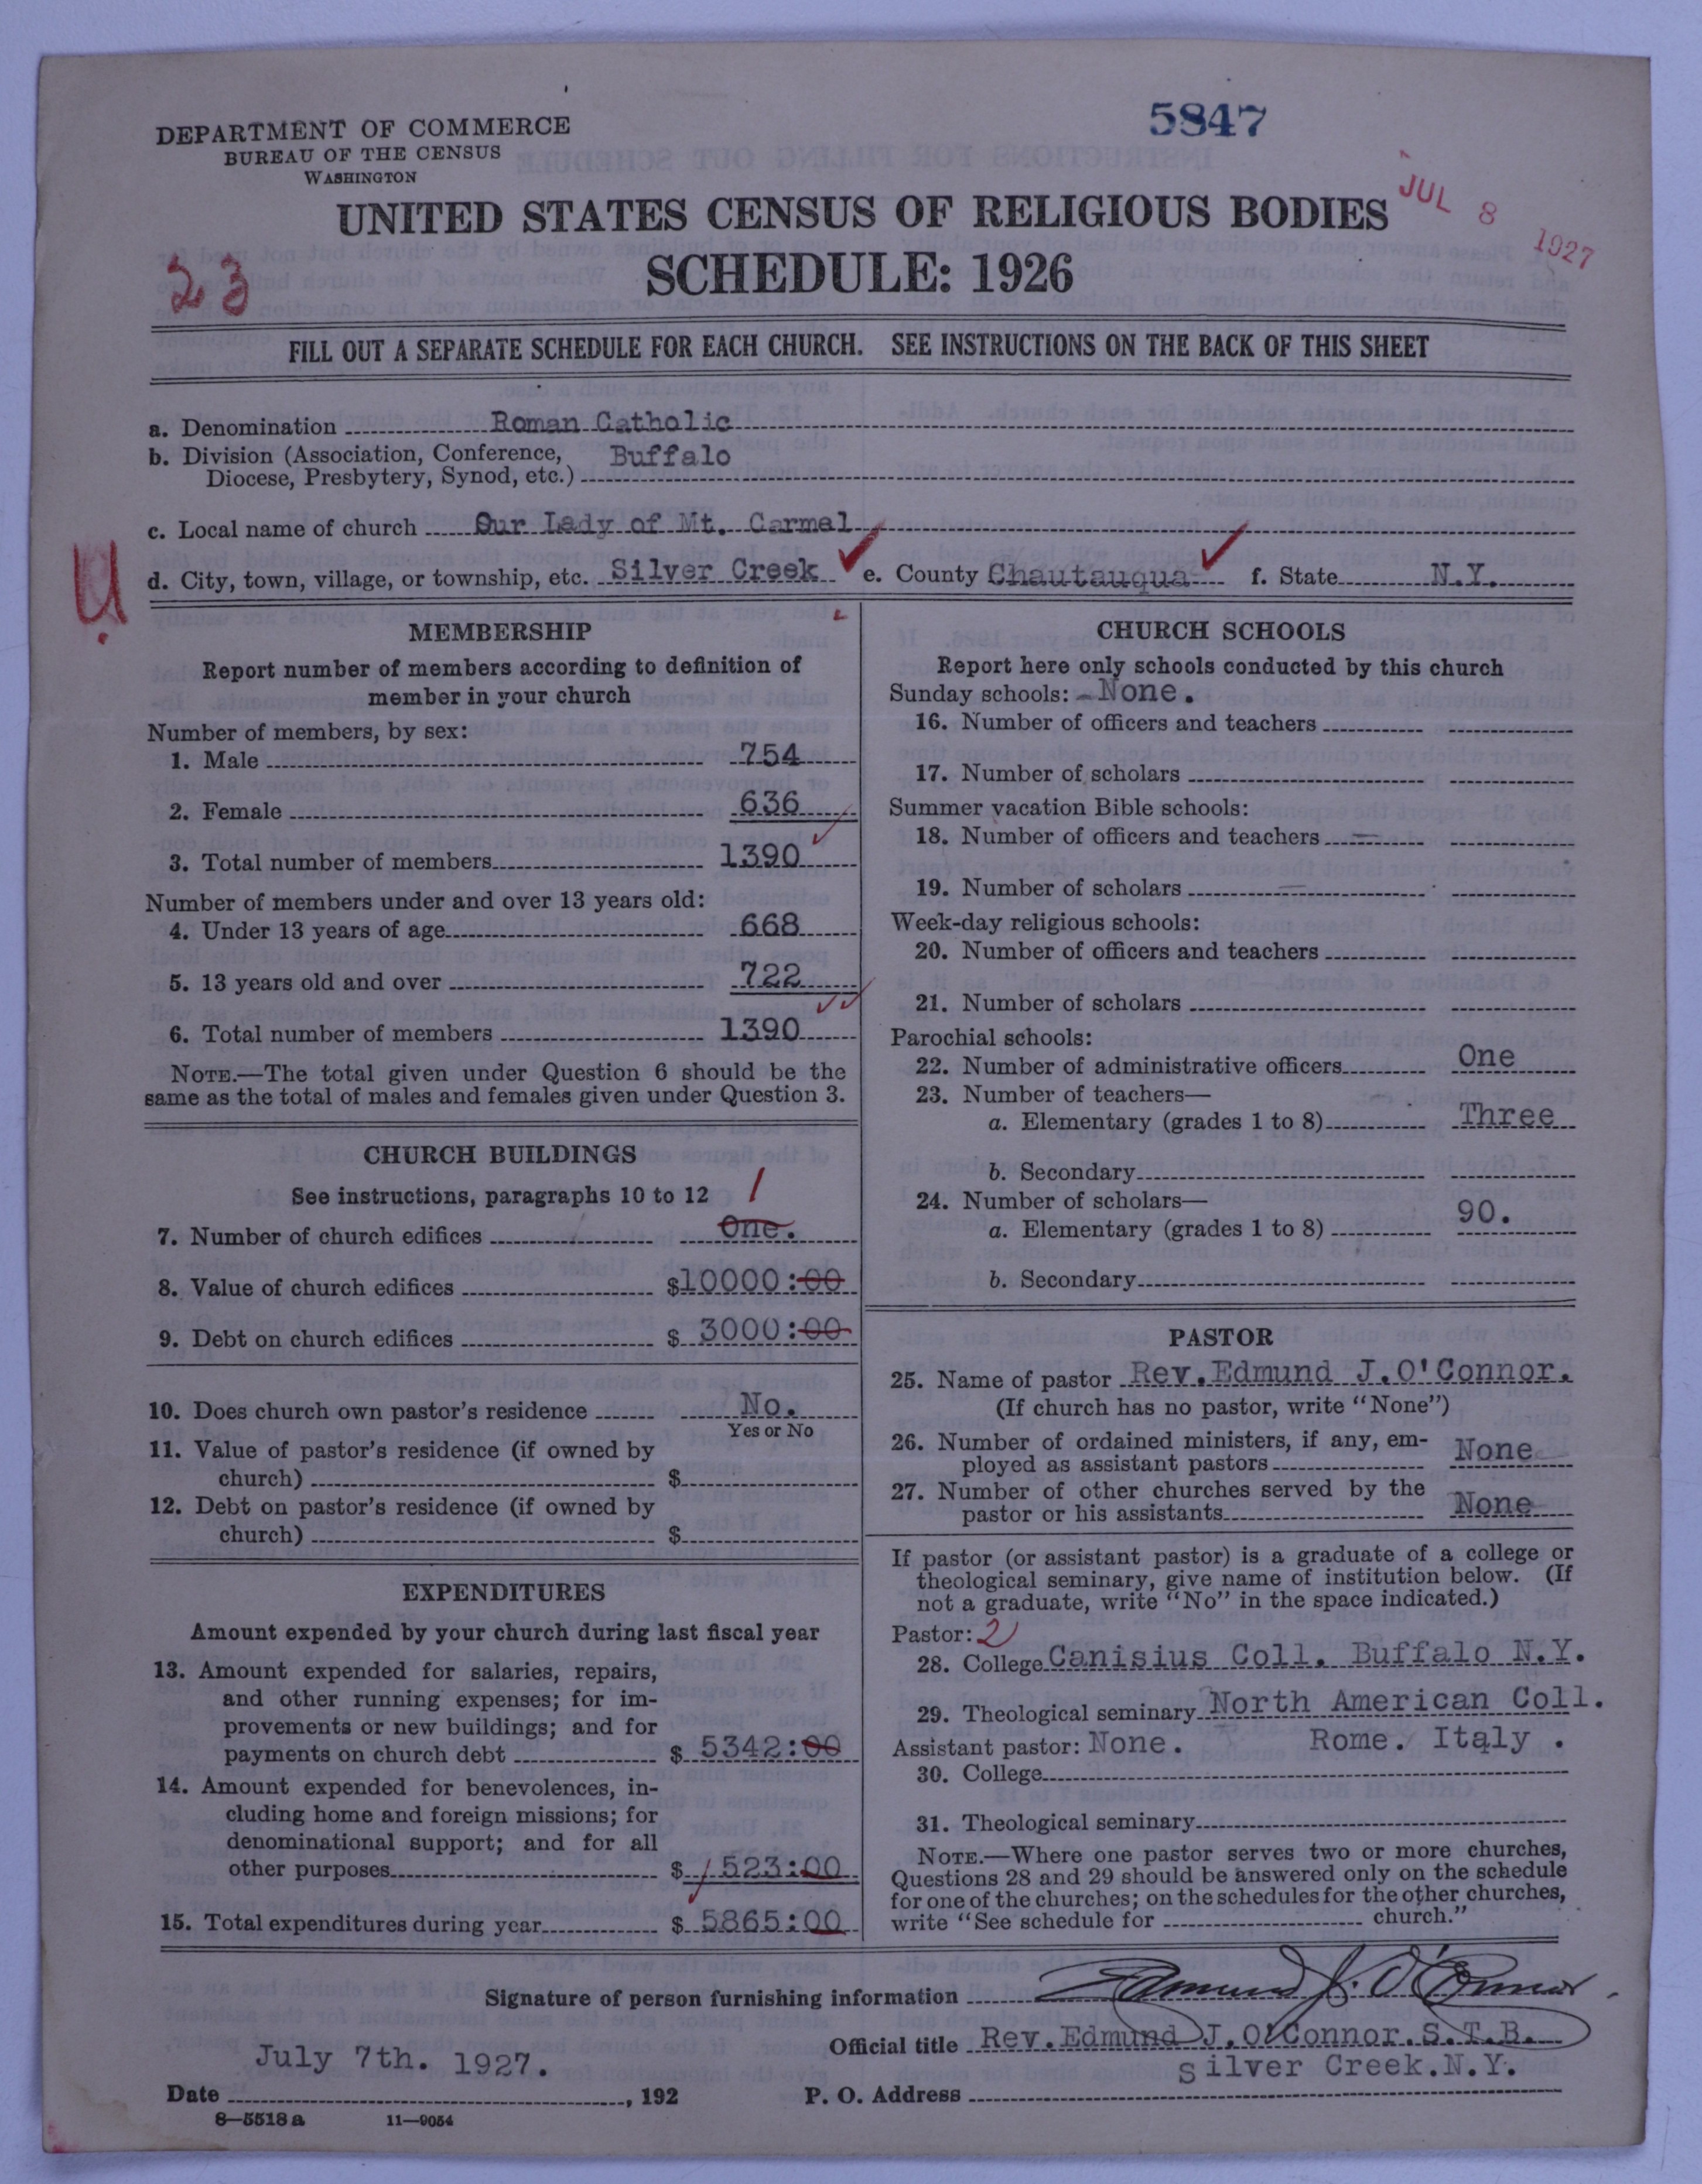 5847
DEPARTMENT OF COMMERCE
BUREAU OF THE CENSUS
WASHINGTON
JUL 8 1927
UNITED STATES CENSUS OF RELIGIOUS BODIES
23
SCHEDULE: 1926
FILL OUT A SEPARATE SCHEDULE FOR EACH CHURCH. SEE INSTRUCTIONS ON THE BACK OF THIS SHEET
a. Denomination Roman Catholic
b. Division (Association, Conference, Buffalo
Diocese, Presbytery, Synod, etc.)
c. Local name of church Our Lady of Mt. Carmel
U
d. City, town, village, or township, etc. Silver Creek e. County Chautauqua f. State N.Y.
MEMBERSHIP
Report number of members according to definition of
member in your church
Number of members, by sex:
1. Male 754
2. Female 636
3. Total number of members 1390
Number of members under and over 13 years old:
4. Under 13 years of age 668
5. 13 years old and over 722
6. Total number of members 1390
NOTE.—The total given under Question 6 should be the
same as the total of males and females given under Question 3.
CHURCH BUILDINGS
See instructions, paragraphs 10 to 12 1
7. Number of church edifices One.
8. Value of church edifices $10000:00
9. Debt on church edifices $ 3000:00
10. Does church own pastor's residence No.
Yes or No
11. Value of pastor's residence (if owned by
church) $
12. Debt on pastor's residence (if owned by
church) $
EXPENDITURES
Amount expended by your church during last fiscal year
13. Amount expended for salaries, repairs,
and other running expenses; for im-
provements or new buildings; and for
payments on church debt $ 5342:00
14. Amount expended for benevolences, in-
cluding home and foreign missions; for
denominational support; and for all
other purposes $ 523:00
15. Total expenditures during year $ 5865:00
CHURCH SCHOOLS
Report here only schools conducted by this church
Sunday schools: - None.
16. Number of officers and teachers
17. Number of scholars
Summer vacation Bible schools:
18. Number of officers and teachers
19. Number of scholars
Week-day religious schools:
20. Number of officers and teachers
21. Number of scholars
Parochial schools:
22. Number of administrative officers One
23. Number of teachers—
a. Elementary (grades 1 to 8) Three
b. Secondary
24. Number of scholars—
a. Elementary (grades 1 to 8) 90.
b. Secondary
PASTOR
25. Name of pastor Rev. Edmund J. O'Connor.
(If church has no pastor, write "None")
26. Number of ordained ministers, if any, em-
ployed as assistant pastors None
27. Number of other churches served by the
pastor or his assistants None
If pastor (or assistant pastor) is a graduate of a college or
theological seminary, give name of institution below. (If
not a graduate, write "No" in the space indicated.)
Pastor: 2
28. College Canisius Coll. Buffalo N.Y.
29. Theological seminary North American Coll.
Assistant pastor: None. Rome. Italy .
30. College
31. Theological seminary
NOTE.—Where one pastor serves two or more churches,
Questions 28 and 29 should be answered only on the schedule
for one of the churches; on the schedules for the other churches,
write "See schedule for church."
Signature of person furnishing information Edmund J. O'Connor
Official title Rev. Edmund J. O'Connor. S.T.B.
July 7th. 1927. Silver Creek. N.Y.
Date , 192 P. O. Address
8—5518 a 11—9054